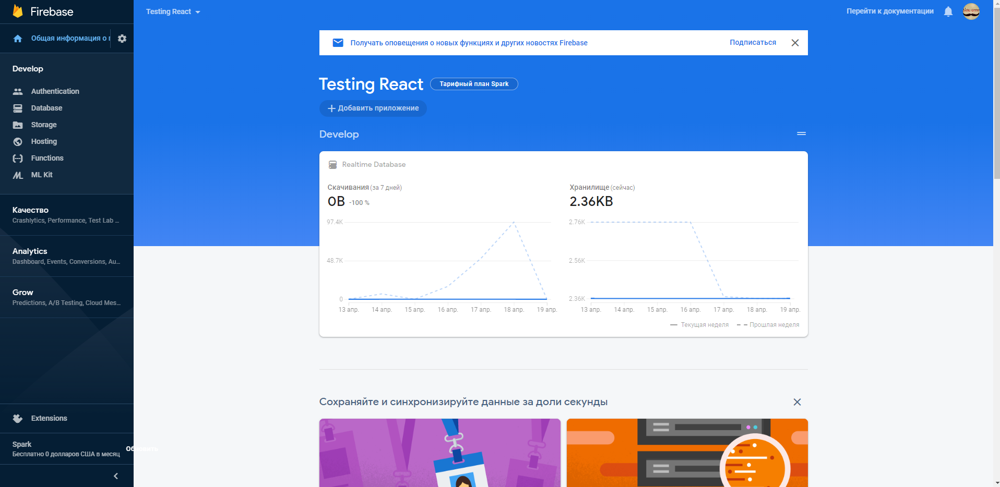 Firebase
Testing React
Перейти к документации
Общая информация о п
Получать оповещения о новых функциях и других новостях Firebase
Подписаться
Develop
Authentication
Database
Storage
Hosting
Functions
ML Kit
Качество
Crashlytics, Performance, Test Lab ...
Analytics
Dashboard, Events, Conversions, Au...
Grow
Predictions, A/B Testing, Cloud Mes...
Extensions
Spark
Бесплатно 0 долларов США в месяц
Обновить
Testing React
Тарифный план Spark
Добавить приложение
Develop
Realtime Database
Скачивания (за 7 дней)
0B -100 %
97.4K
48.7K
0
13 апр. 14 апр. 15 апр. 16 апр. 17 апр. 18 апр. 19 апр.
Хранилище (сейчас)
2.36KB
2.76K
2.56K
2.36K
13 апр. 14 апр. 15 апр. 16 апр. 17 апр. 18 апр. 19 апр.
Текущая неделя
Прошлая неделя
Сохраняйте и синхронизируйте данные за доли секунды